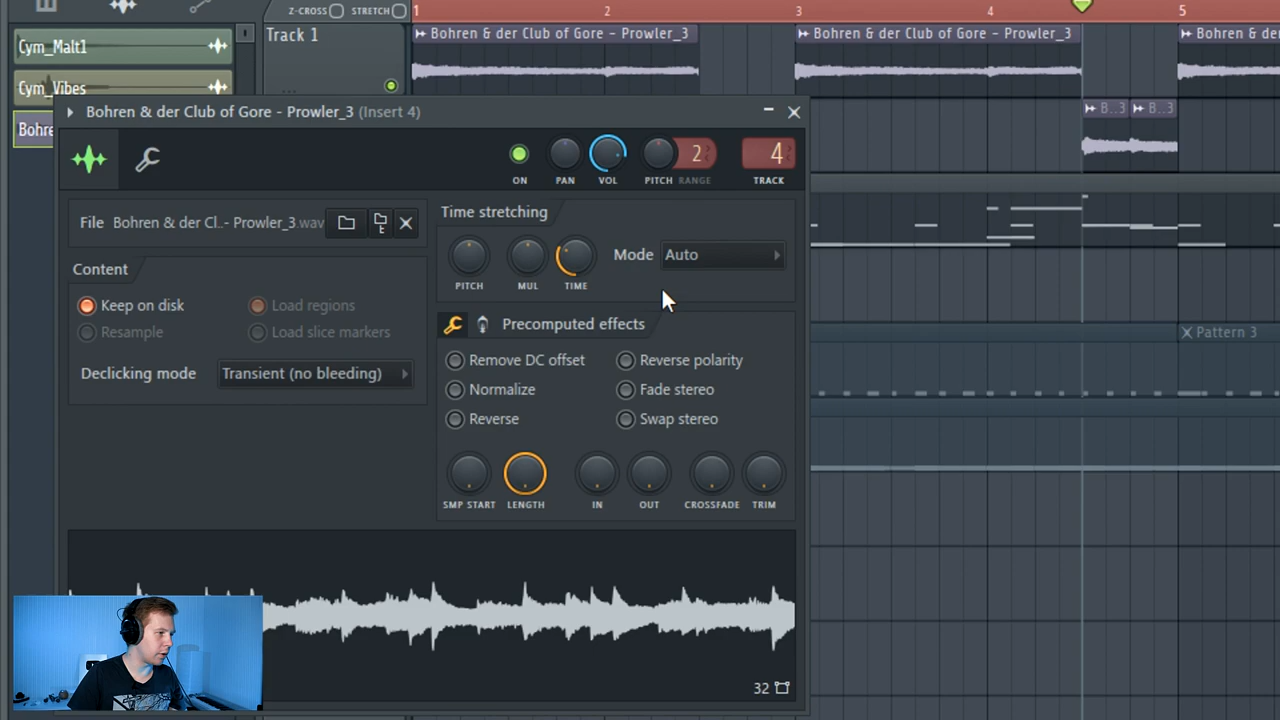 Z-CROSS STRETCH
1 2 3 4 5
Cym_Malt1
Track 1
Bohren & der Club of Gore - Prowler_3
Bohren & der Club of Gore - Prowler_3
Bohren & de
Cym_Vibes
Bohre
Bohren & der Club of Gore - Prowler_3 (Insert 4)
B..3 B..3
2
4
ON PAN VOL PITCH RANGE TRACK
File Bohren & der Cl..- Prowler_3.wav
Time stretching
Mode Auto
PITCH MUL TIME
Content
Keep on disk
Load regions
Resample
Load slice markers
Declicking mode Transient (no bleeding)
Precomputed effects
Remove DC offset
Reverse polarity
Normalize
Fade stereo
Reverse
Swap stereo
SMP START LENGTH IN OUT CROSSFADE TRIM
Pattern 3
32